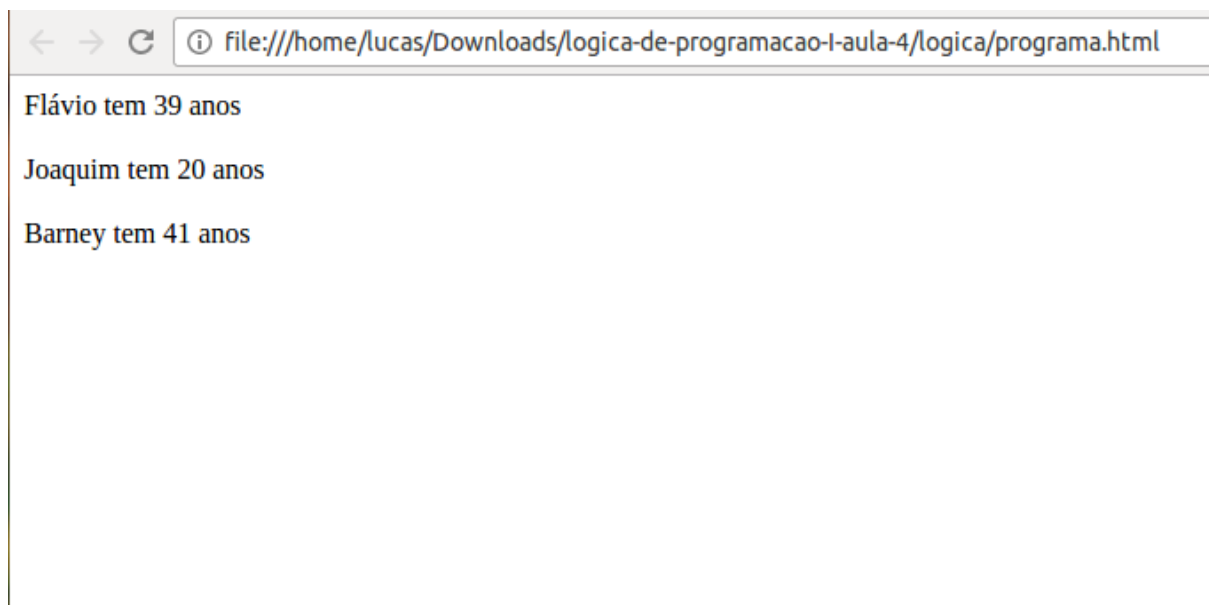 file:///home/lucas/Downloads/logica-de-programacao-I-aula-4/logica/programa.html
Flávio tem 39 anos
Joaquim tem 20 anos
Barney tem 41 anos